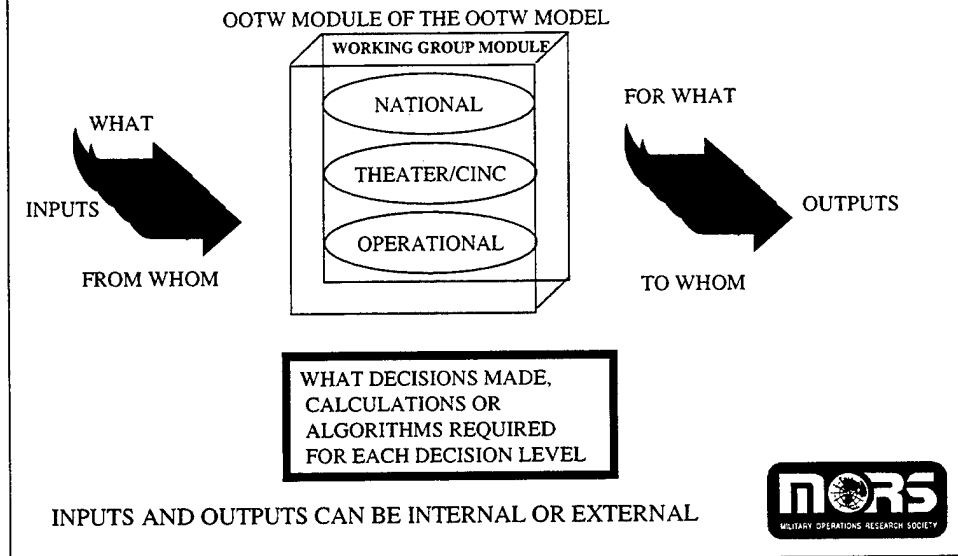 OOTW MODULE OF THE OOTW MODEL
WORKING GROUP MODULE
NATIONAL
THEATER/CINC
OPERATIONAL
WHAT
INPUTS
FROM WHOM
FOR WHAT
OUTPUTS
TO WHOM
WHAT DECISIONS MADE,
CALCULATIONS OR
ALGORITHMS REQUIRED
FOR EACH DECISION LEVEL
INPUTS AND OUTPUTS CAN BE INTERNAL OR EXTERNAL
MORS
MILITARY OPERATIONS RESEARCH SOCIETY